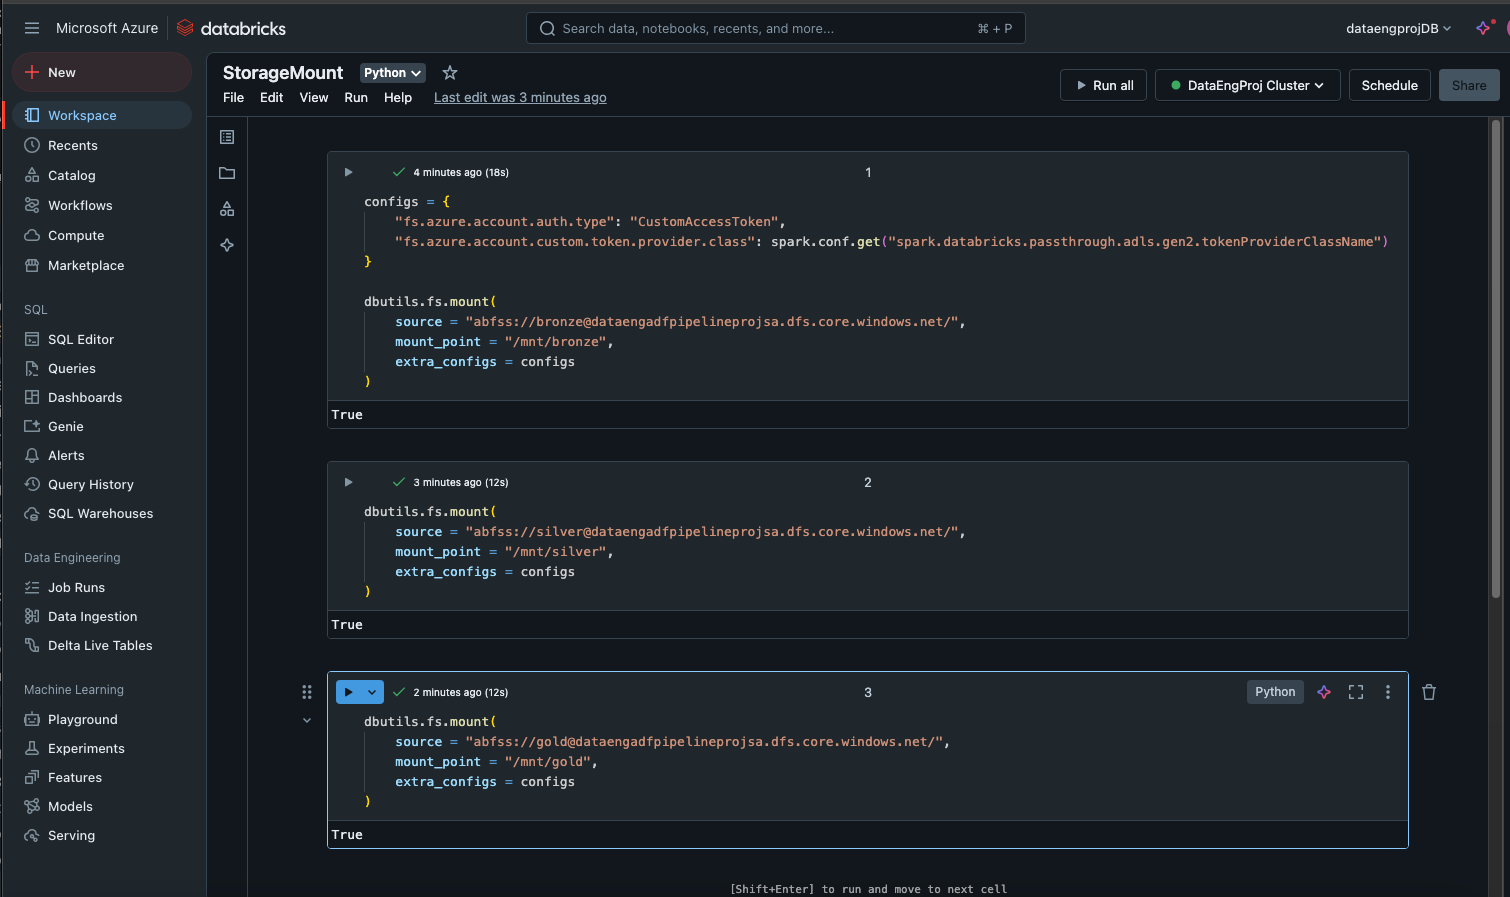 Microsoft Azure
databricks
Search data, notebooks, recents, and more...
⌘ + P
dataengprojDB
New
Workspace
Recents
Catalog
Workflows
Compute
Marketplace
SQL
SQL Editor
Queries
Dashboards
Genie
Alerts
Query History
SQL Warehouses
Data Engineering
Job Runs
Data Ingestion
Delta Live Tables
Machine Learning
Playground
Experiments
Features
Models
Serving
StorageMount
Python
File Edit View Run Help Last edit was 3 minutes ago
Run all
DataEngProj Cluster
Schedule
Share
4 minutes ago (18s)
1
configs = {
    "fs.azure.account.auth.type": "CustomAccessToken",
    "fs.azure.account.custom.token.provider.class": spark.conf.get("spark.databricks.passthrough.adls.gen2.tokenProviderClassName")
}
dbutils.fs.mount(
    source = "abfss://bronze@dataengadfpipelineprojsa.dfs.core.windows.net/",
    mount_point = "/mnt/bronze",
    extra_configs = configs
)
True
3 minutes ago (12s)
2
dbutils.fs.mount(
    source = "abfss://silver@dataengadfpipelineprojsa.dfs.core.windows.net/",
    mount_point = "/mnt/silver",
    extra_configs = configs
)
True
2 minutes ago (12s)
3
Python
dbutils.fs.mount(
    source = "abfss://gold@dataengadfpipelineprojsa.dfs.core.windows.net/",
    mount_point = "/mnt/gold",
    extra_configs = configs
)
True
[Shift+Enter] to run and move to next cell